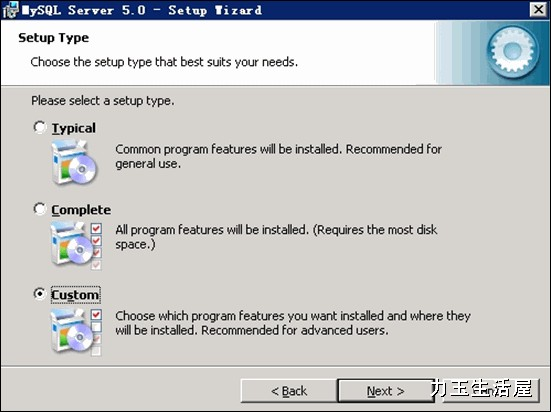 MySQL Server 5.0 - Setup Wizard
Setup Type
Choose the setup type that best suits your needs.
Please select a setup type.
Typical
Common program features will be installed. Recommended for
general use.
Complete
All program features will be installed. (Requires the most disk
space.)
Custom
Choose which program features you want installed and where they
will be installed. Recommended for advanced users.
< Back
Next >
力玉生活屋